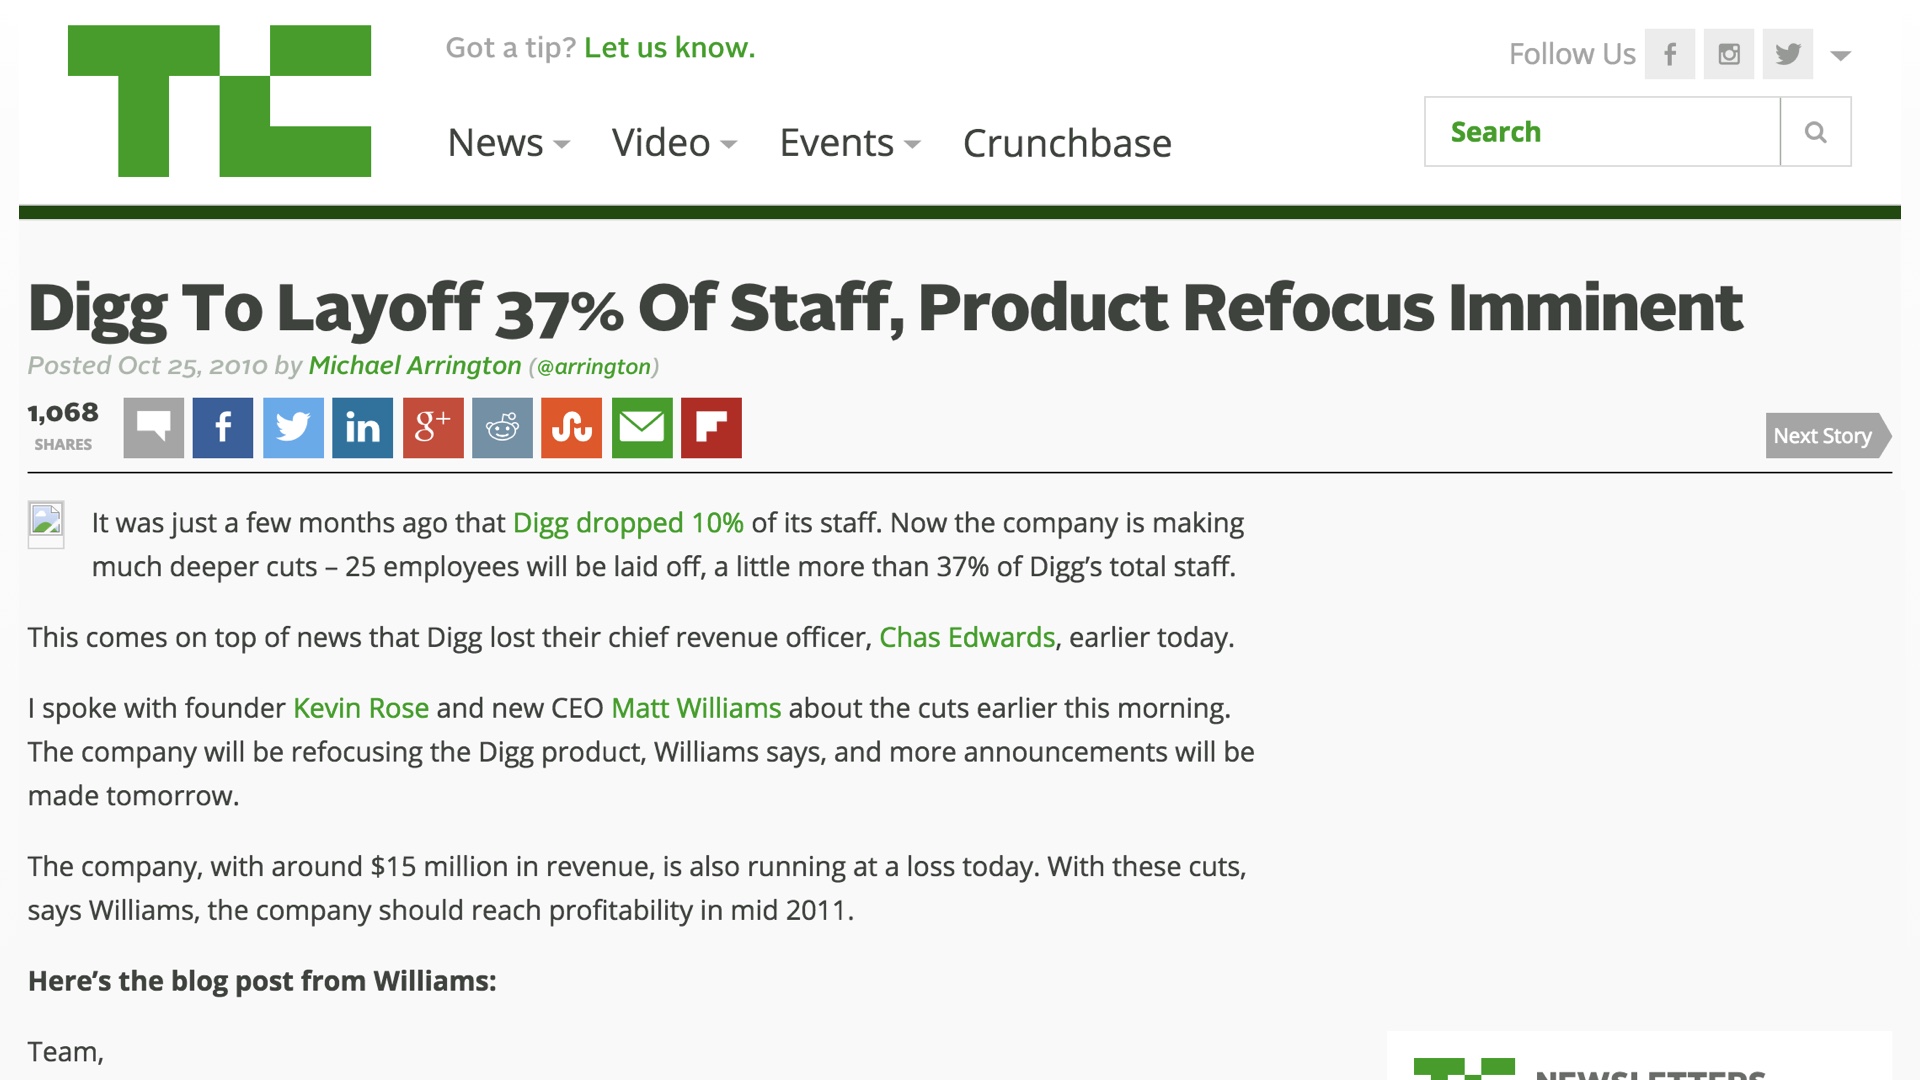 TC
Got a tip? Let us know.
Follow Us
News Video Events Crunchbase
Search
Digg To Layoff 37% Of Staff, Product Refocus Imminent
Posted Oct 25, 2010 by Michael Arrington (@arrington)
1,068
SHARES
f in g+
Next Story
It was just a few months ago that Digg dropped 10% of its staff. Now the company is making
much deeper cuts – 25 employees will be laid off, a little more than 37% of Digg’s total staff.
This comes on top of news that Digg lost their chief revenue officer, Chas Edwards, earlier today.
I spoke with founder Kevin Rose and new CEO Matt Williams about the cuts earlier this morning.
The company will be refocusing the Digg product, Williams says, and more announcements will be
made tomorrow.
The company, with around $15 million in revenue, is also running at a loss today. With these cuts,
says Williams, the company should reach profitability in mid 2011.
Here’s the blog post from Williams:
Team,
TC NEWSLETTERS